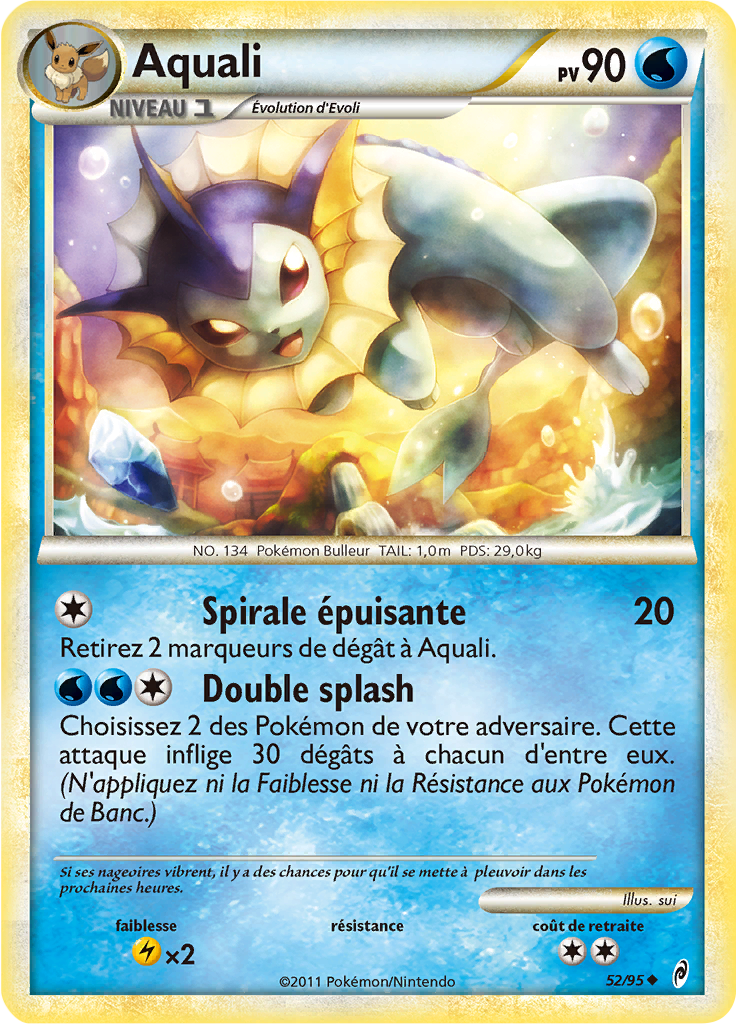 Aquali
PV 90
NIVEAU 1
Évolution d'Evoli
NO. 134 Pokémon Bulleur TAIL: 1,0m PDS: 29,0kg
Spirale épuisante 20
Retirez 2 marqueurs de dégât à Aquali.
Double splash
Choisissez 2 des Pokémon de votre adversaire. Cette
attaque inflige 30 dégâts à chacun d'entre eux.
(N'appliquez ni la Faiblesse ni la Résistance aux Pokémon
de Banc.)
Si ses nageoires vibrent, il y a des chances pour qu'il se mette à pleuvoir dans les
prochaines heures.
Illus. sui
faiblesse résistance coût de retraite
×2
©2011 Pokémon/Nintendo
52/95